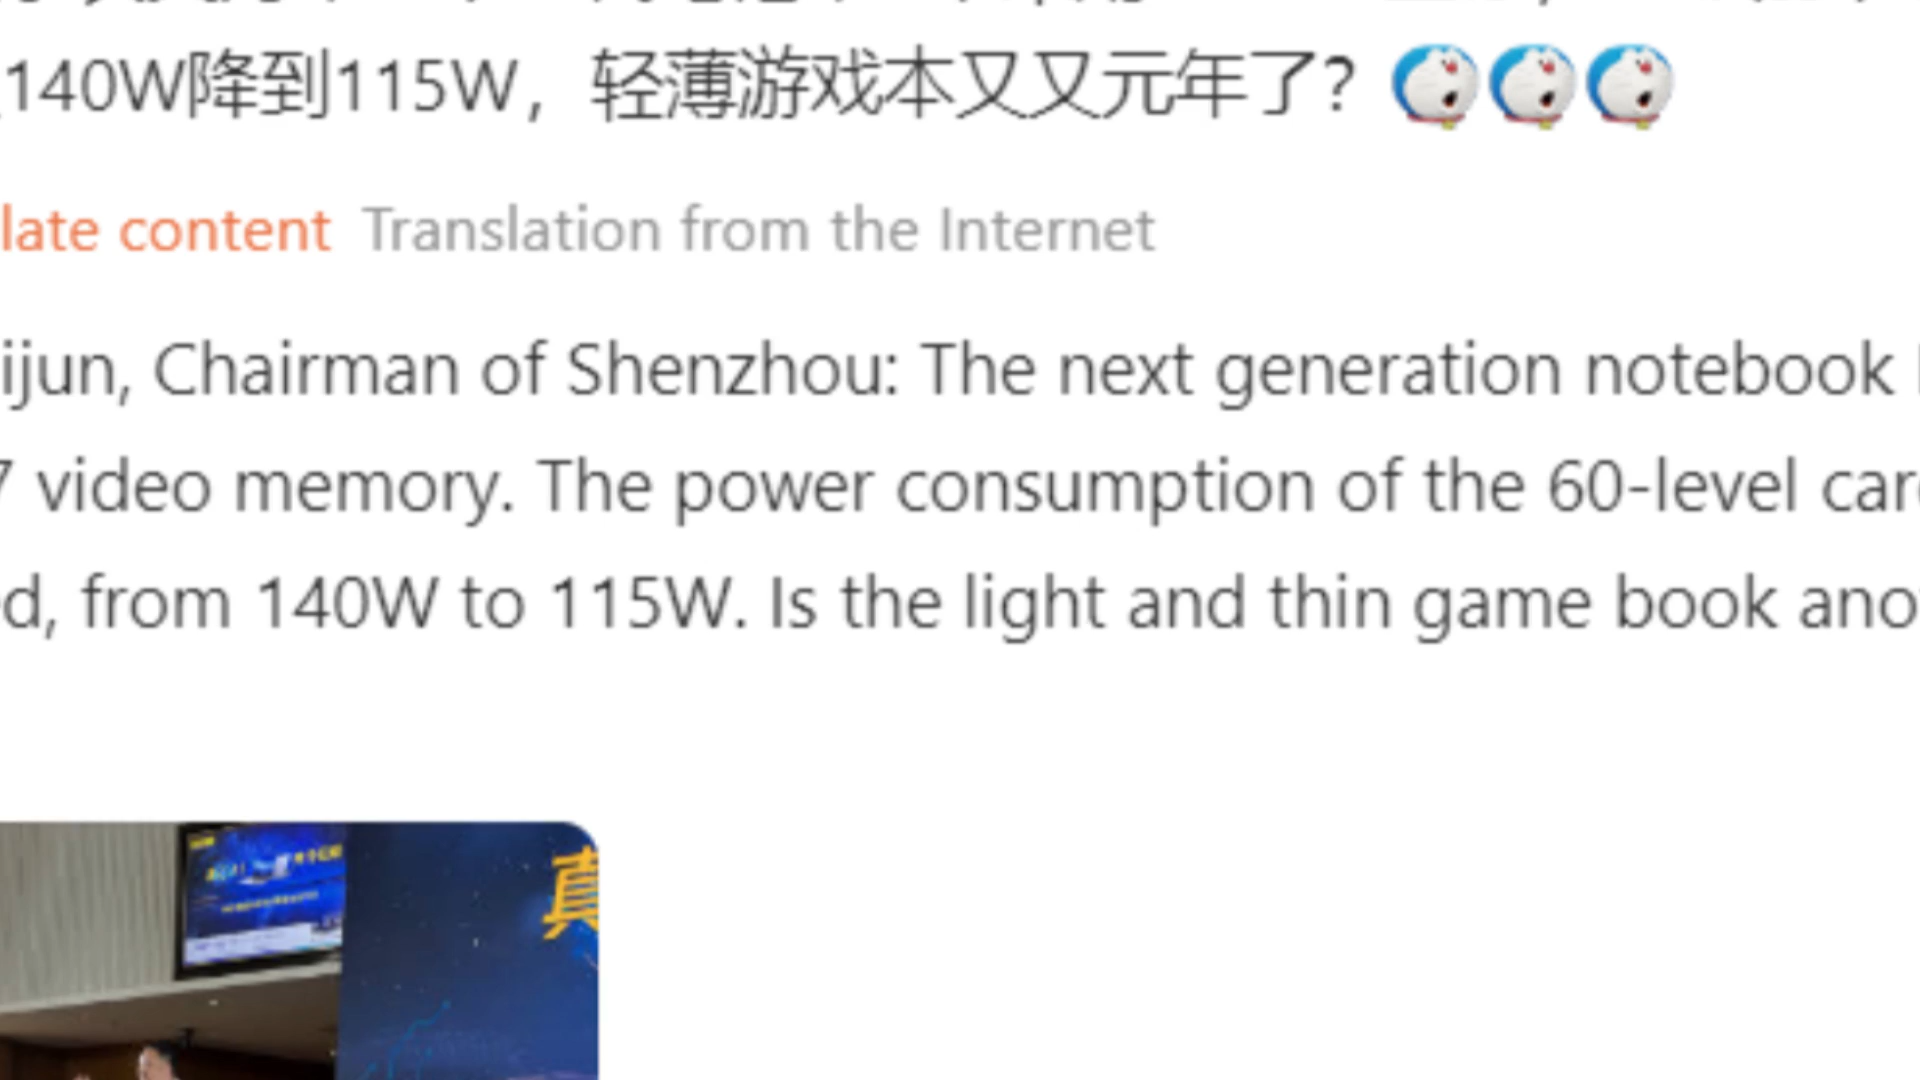 140W降到115W，轻薄游戏本又又元年了？
late content Translation from the Internet
ijun, Chairman of Shenzhou: The next generation notebook
7 video memory. The power consumption of the 60-level car
d, from 140W to 115W. Is the light and thin game book ano
真